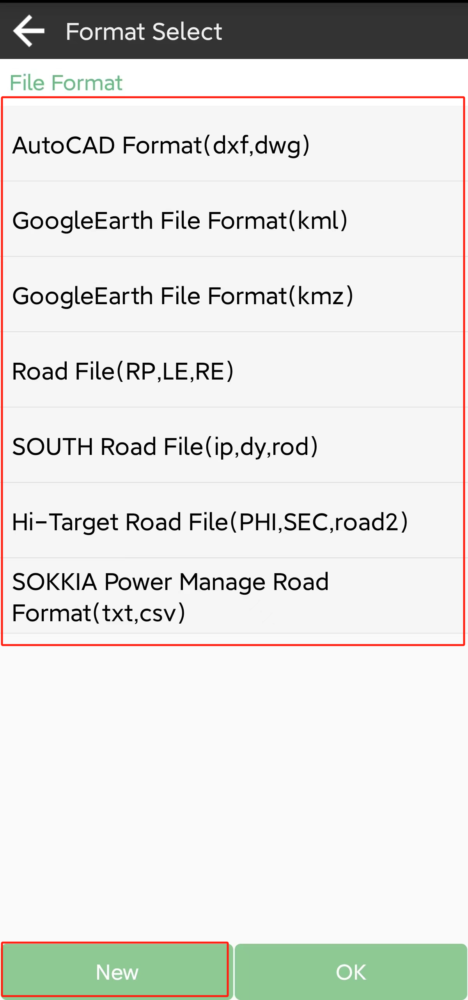 Format Select
File Format
AutoCAD Format(dxf,dwg)
GoogleEarth File Format(kml)
GoogleEarth File Format(kmz)
Road File(RP,LE,RE)
SOUTH Road File(ip,dy,rod)
Hi-Target Road File(PHI,SEC,road2)
SOKKIA Power Manage Road
Format(txt,csv)
New
OK